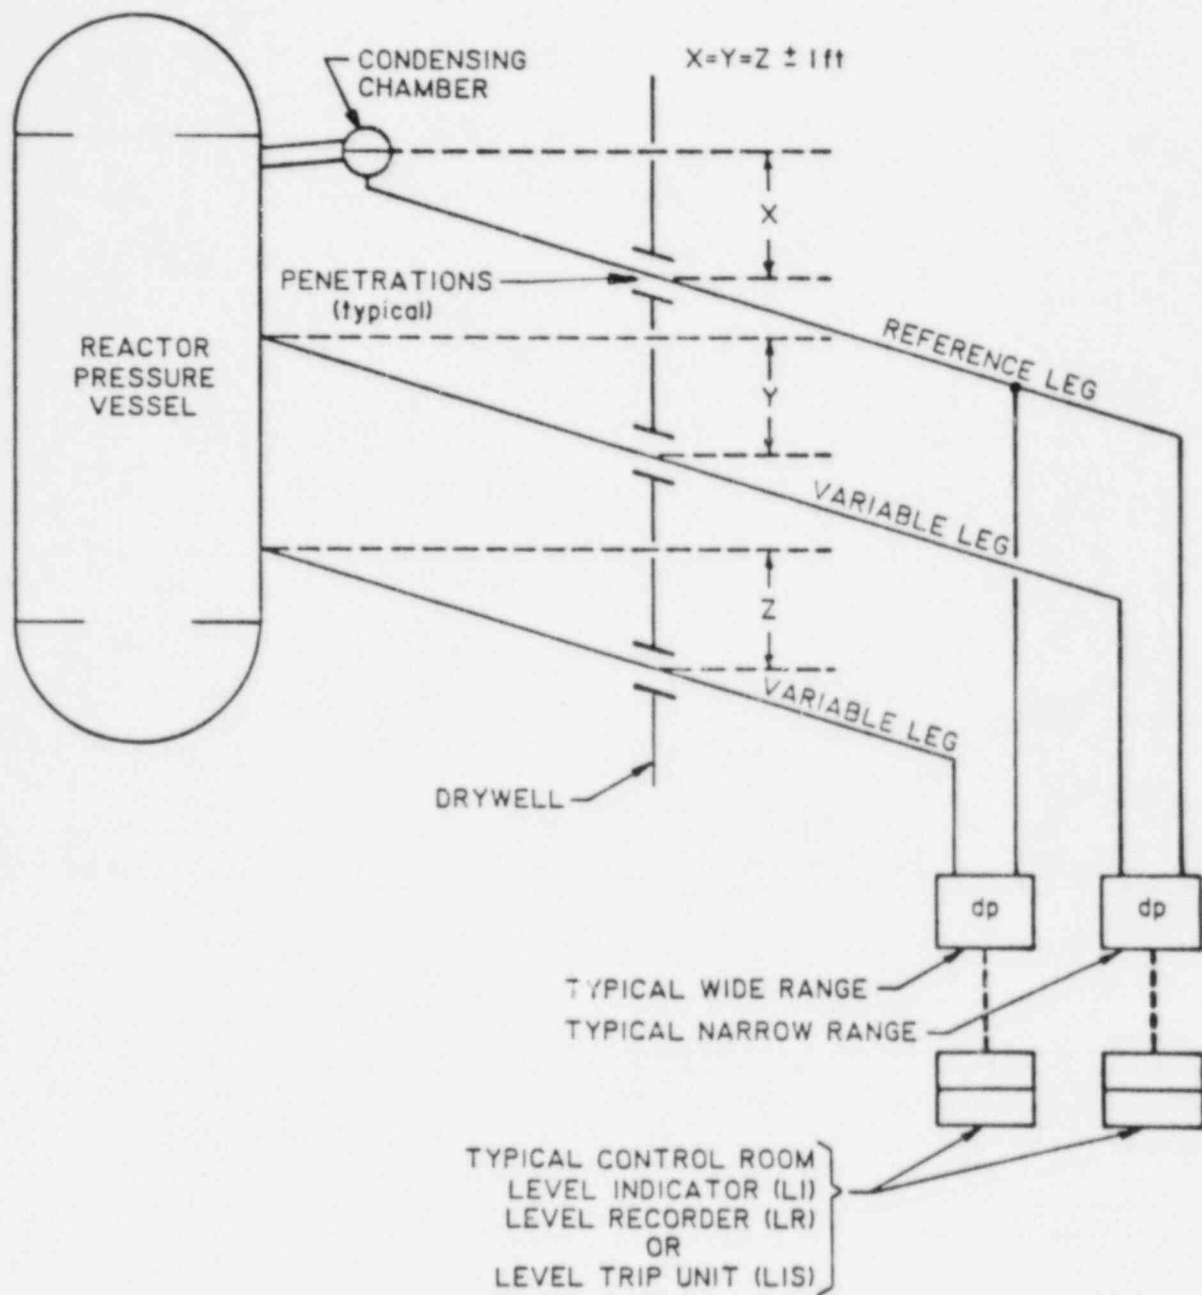 CONDENSING
CHAMBER
X=Y=Z ± 1ft
X
PENETRATIONS
(typical)
REACTOR
PRESSURE
VESSEL
REFERENCE LEG
Y
VARIABLE LEG
Z
VARIABLE LEG
DRYWELL
dp
dp
TYPICAL WIDE RANGE
TYPICAL NARROW RANGE
TYPICAL CONTROL ROOM
LEVEL INDICATOR (LI)
LEVEL RECORDER (LR)
OR
LEVEL TRIP UNIT (LIS)